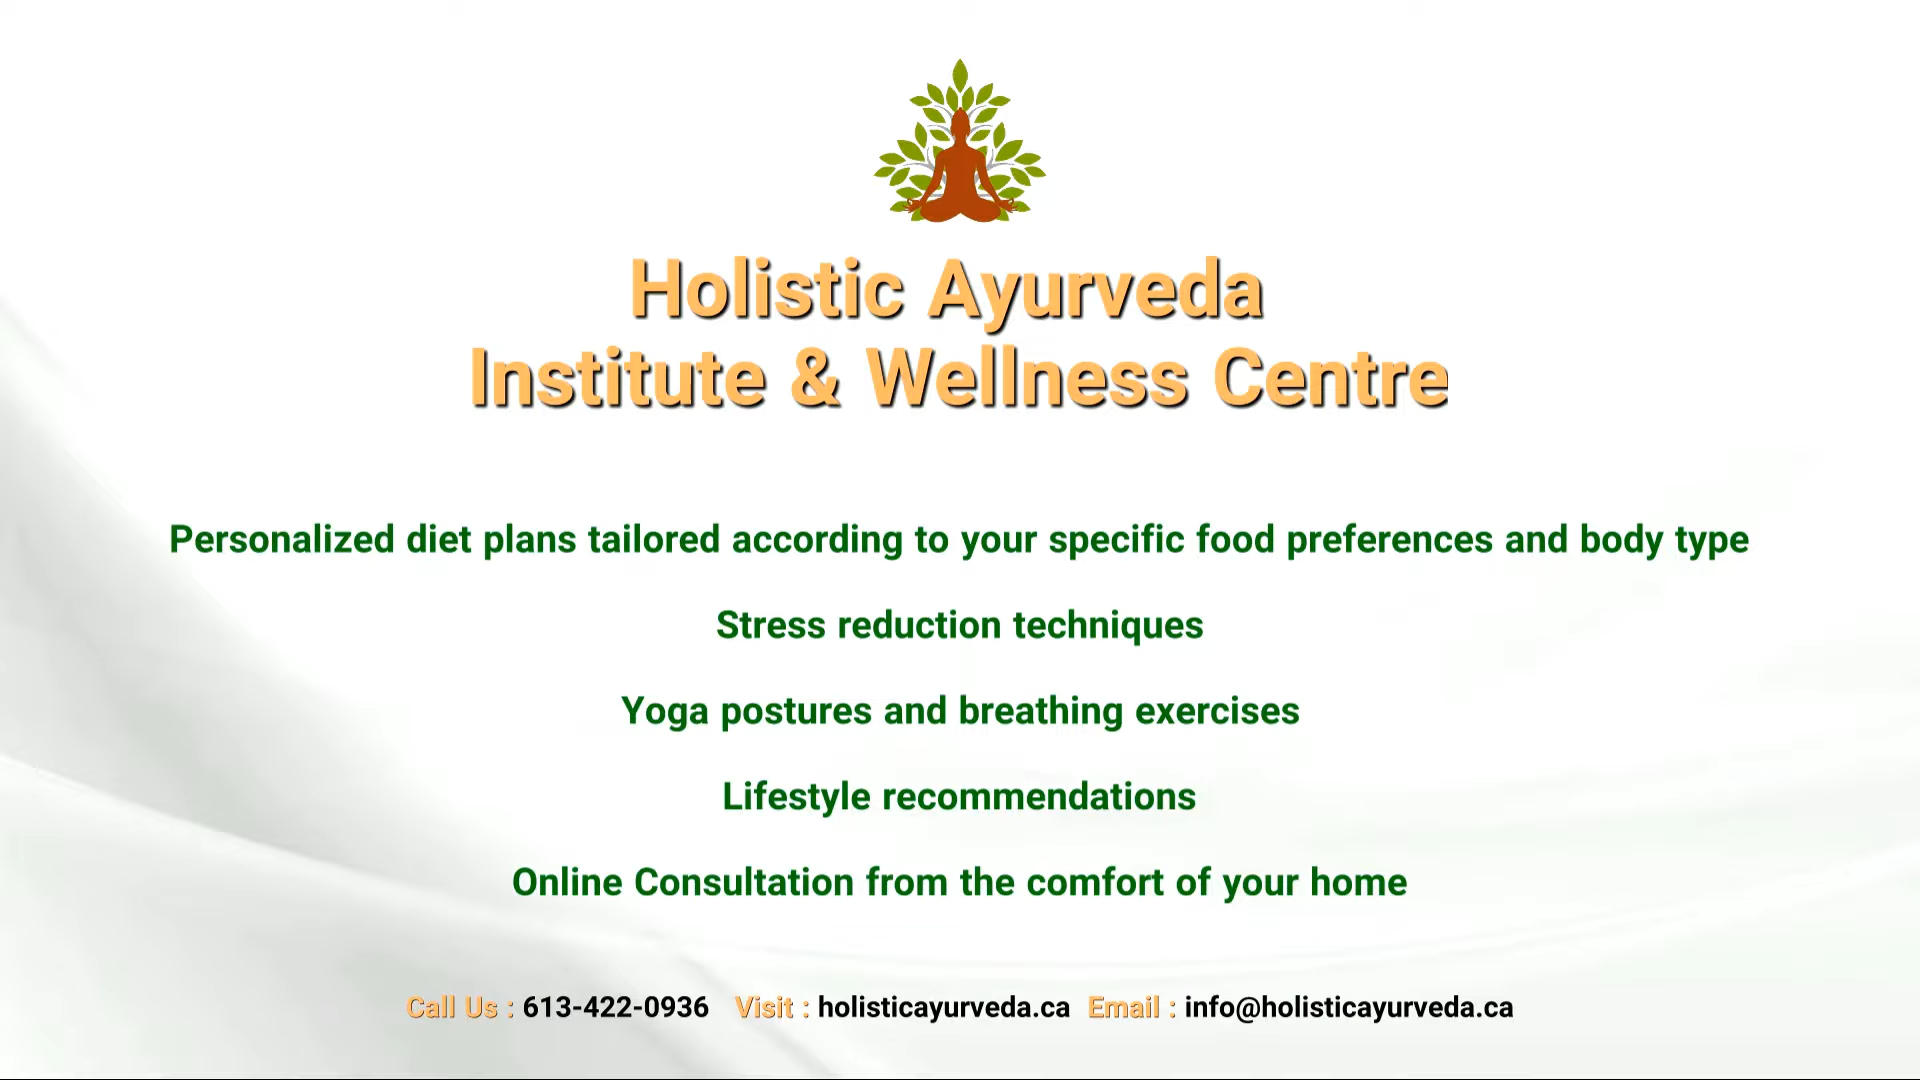 Holistic Ayurveda
Institute & Wellness Centre
Personalized diet plans tailored according to your specific food preferences and body type
Stress reduction techniques
Yoga postures and breathing exercises
Lifestyle recommendations
Online Consultation from the comfort of your home
Call Us : 613-422-0936 Visit : holisticayurveda.ca Email : info@holisticayurveda.ca